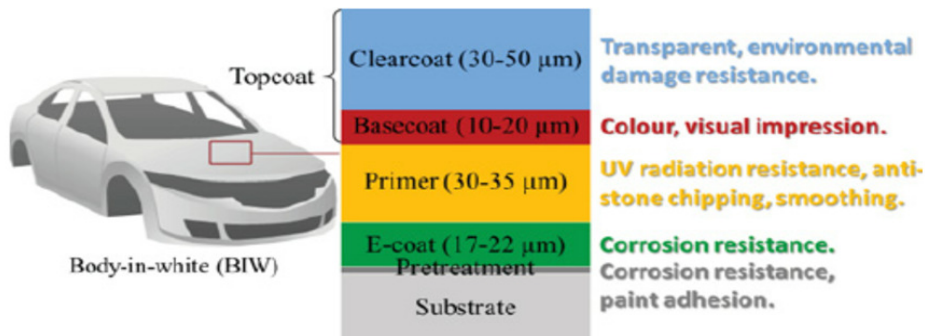 Topcoat
Clearcoat (30-50 µm)
Transparent, environmental
damage resistance.
Basecoat (10-20 µm)
Colour, visual impression.
Primer (30-35 µm)
UV radiation resistance, anti-
stone chipping, smoothing.
E-coat (17-22 µm)
Corrosion resistance.
Pretreatment
Corrosion resistance,
paint adhesion.
Substrate
Body-in-white (BIW)